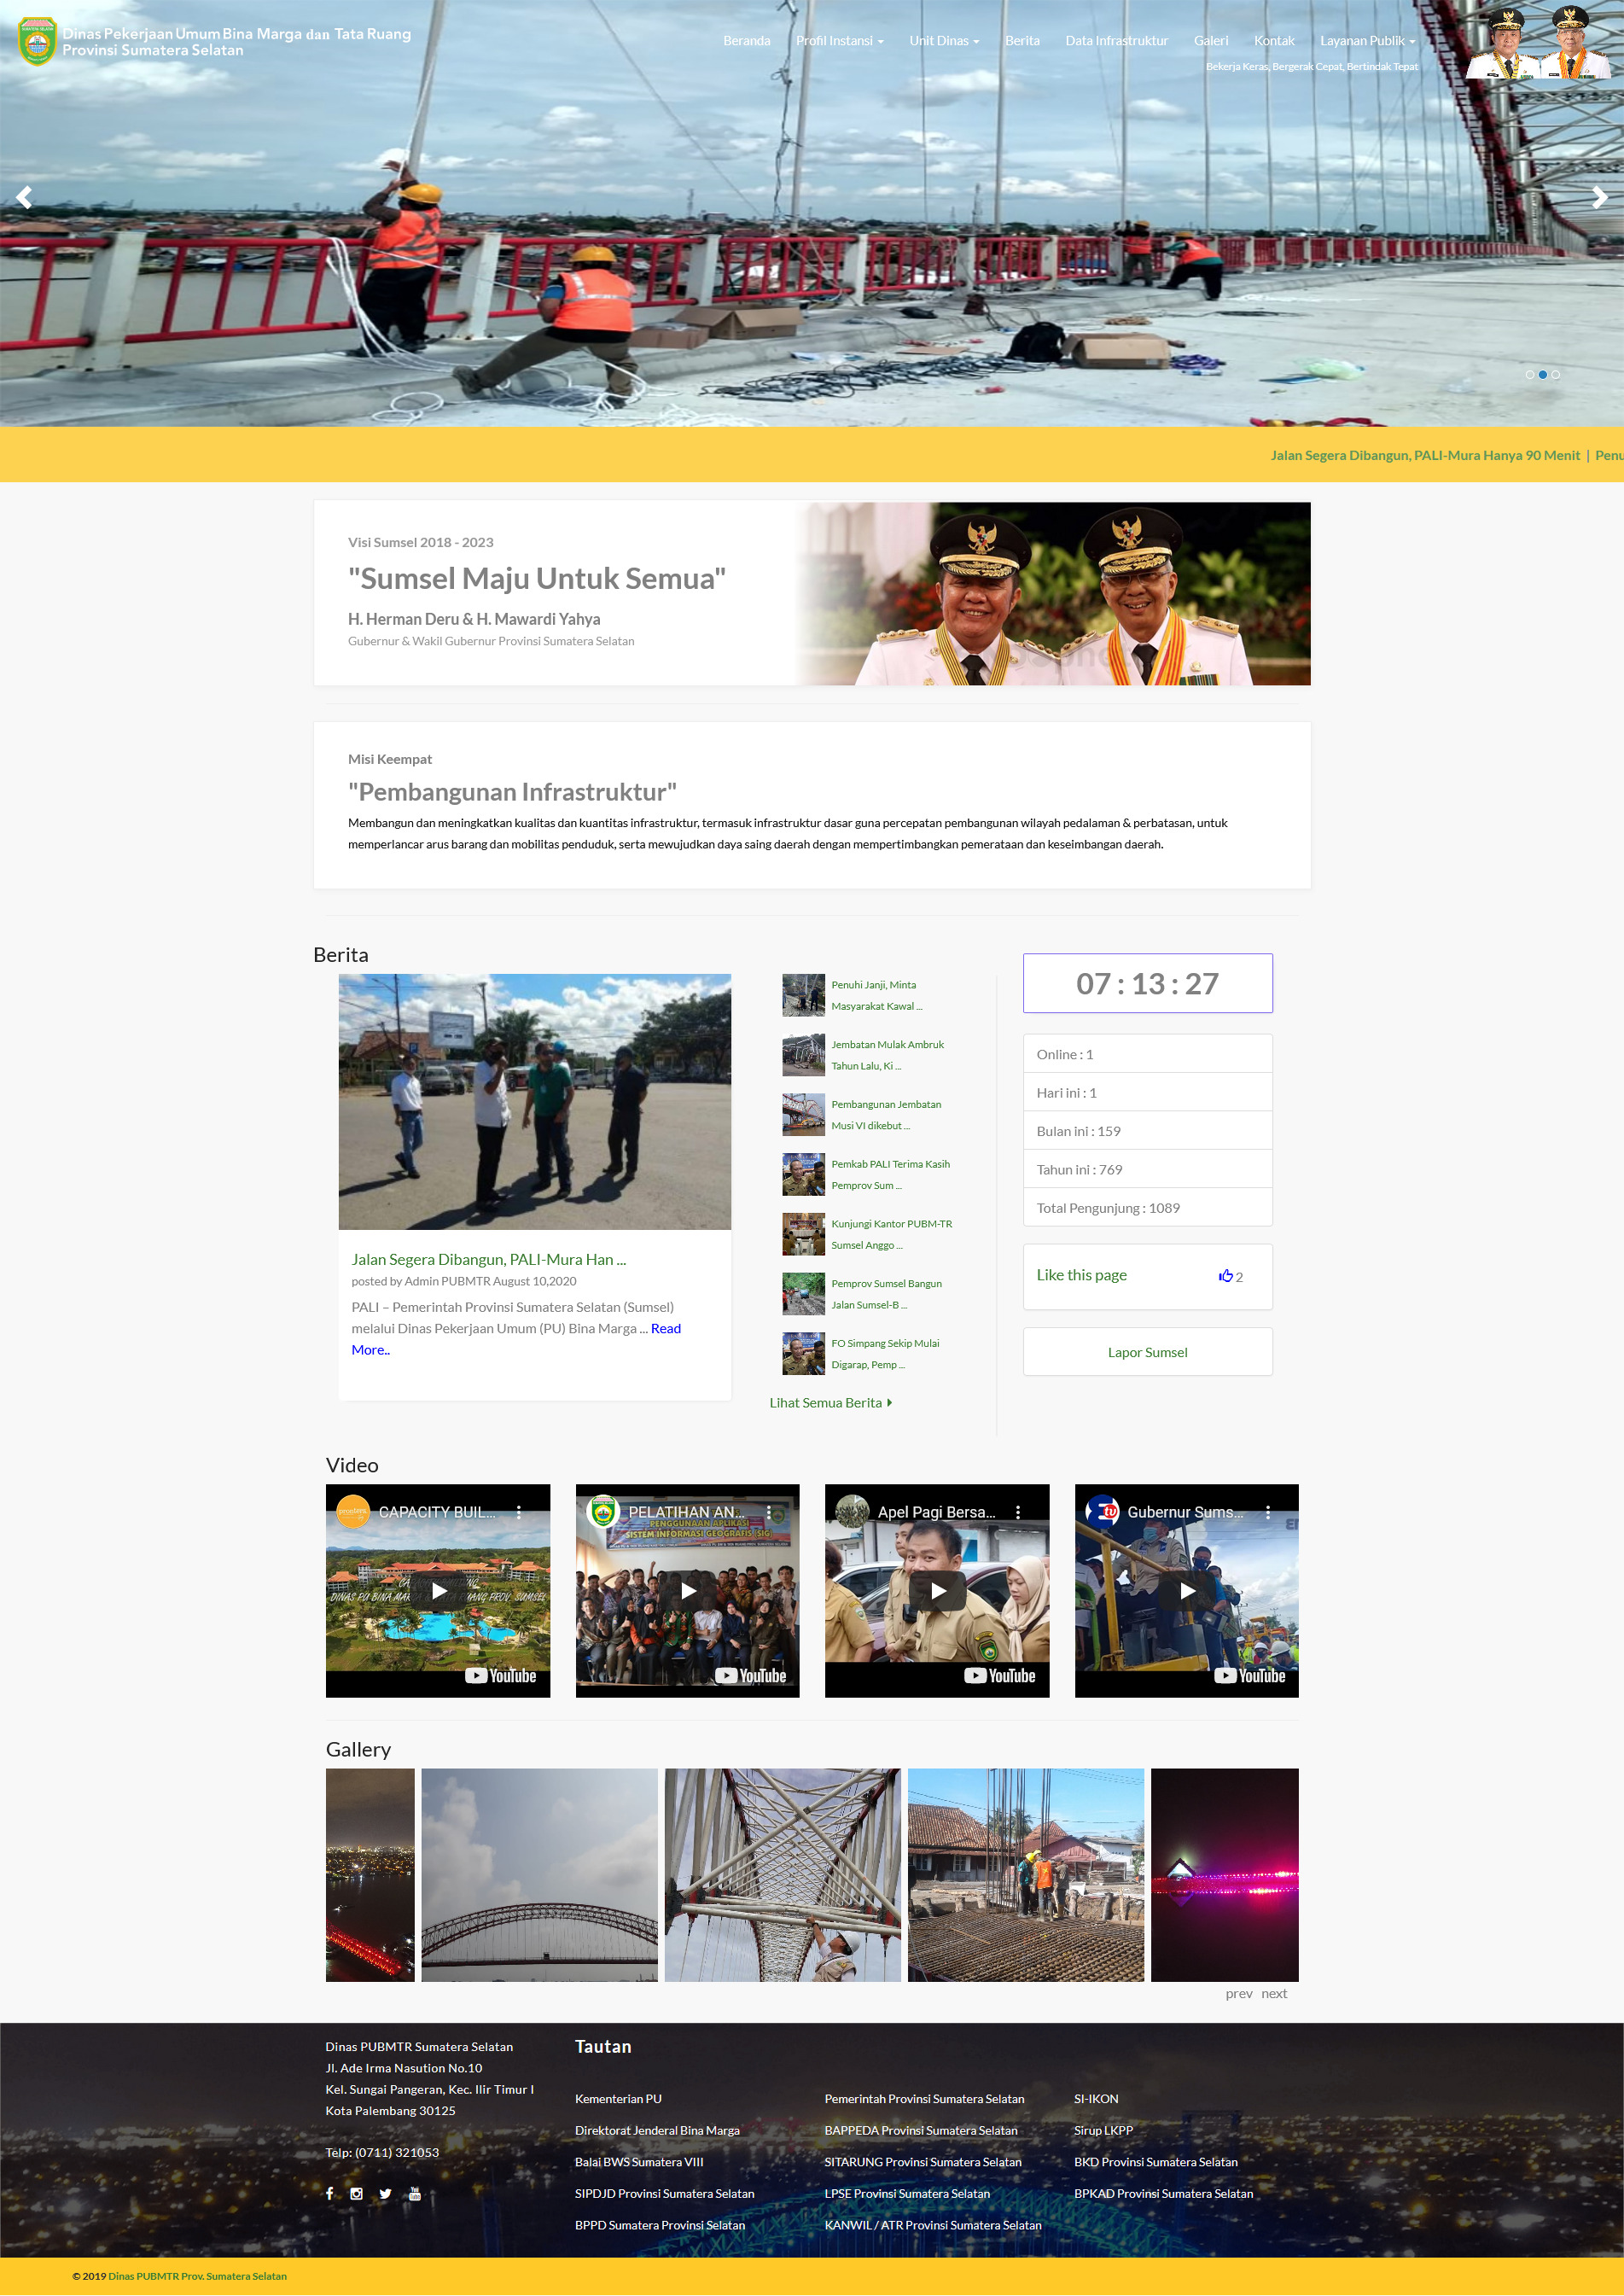 Dinas Pekerjaan Umum Bina Marga dan Tata Ruang
Provinsi Sumatera Selatan
Beranda Profil Instansi Unit Dinas Berita Data Infrastruktur Galeri Kontak Layanan Publik
Bekerja Keras, Bergerak Cepat, Bertindak Tepat
Jalan Segera Dibangun, PALI-Mura Hanya 90 Menit | Penu
Visi Sumsel 2018 - 2023
"Sumsel Maju Untuk Semua"
H. Herman Deru & H. Mawardi Yahya
Gubernur & Wakil Gubernur Provinsi Sumatera Selatan
Misi Keempat
"Pembangunan Infrastruktur"
Membangun dan meningkatkan kualitas dan kuantitas infrastruktur, termasuk infrastruktur dasar guna percepatan pembangunan wilayah pedalaman & perbatasan, untuk
memperlancar arus barang dan mobilitas penduduk, serta mewujudkan daya saing daerah dengan mempertimbangkan pemerataan dan keseimbangan daerah.
Berita
Jalan Segera Dibangun, PALI-Mura Han ...
posted by Admin PUBMTR August 10,2020
PALI – Pemerintah Provinsi Sumatera Selatan (Sumsel)
melalui Dinas Pekerjaan Umum (PU) Bina Marga ... Read
More..
Penuhi Janji, Minta
Masyarakat Kawal ...
Jembatan Mulak Ambruk
Tahun Lalu, Ki ...
Pembangunan Jembatan
Musi VI dikebut ...
Pemkab PALI Terima Kasih
Pemprov Sum ...
Kunjungi Kantor PUBM-TR
Sumsel Anggo ...
Pemprov Sumsel Bangun
Jalan Sumsel-B ...
FO Simpang Sekip Mulai
Digarap, Pemp ...
Lihat Semua Berita
07 : 13 : 27
Online : 1
Hari ini : 1
Bulan ini : 159
Tahun ini : 769
Total Pengunjung : 1089
Like this page 2
Lapor Sumsel
Video
CAPACITY BUIL...
DINAS PU BINA MAR
PROV. SUMSEL
YouTube
PELATIHAN AN...
PENGGUNAAN APLIKASI
SISTEM INFORMASI GEOGRAFIS (SIG)
YouTube
Apel Pagi Bersa...
YouTube
Gubernur Sums...
YouTube
Gallery
prev next
Dinas PUBMTR Sumatera Selatan
Jl. Ade Irma Nasution No.10
Kel. Sungai Pangeran, Kec. Ilir Timur I
Kota Palembang 30125
Telp: (0711) 321053
Tautan
Kementerian PU
Direktorat Jenderal Bina Marga
Balai BWS Sumatera VIII
SIPDJD Provinsi Sumatera Selatan
BPPD Sumatera Provinsi Selatan
Pemerintah Provinsi Sumatera Selatan
BAPPEDA Provinsi Sumatera Selatan
SITARUNG Provinsi Sumatera Selatan
LPSE Provinsi Sumatera Selatan
KANWIL / ATR Provinsi Sumatera Selatan
SI-IKON
Sirup LKPP
BKD Provinsi Sumatera Selatan
BPKAD Provinsi Sumatera Selatan
© 2019 Dinas PUBMTR Prov. Sumatera Selatan